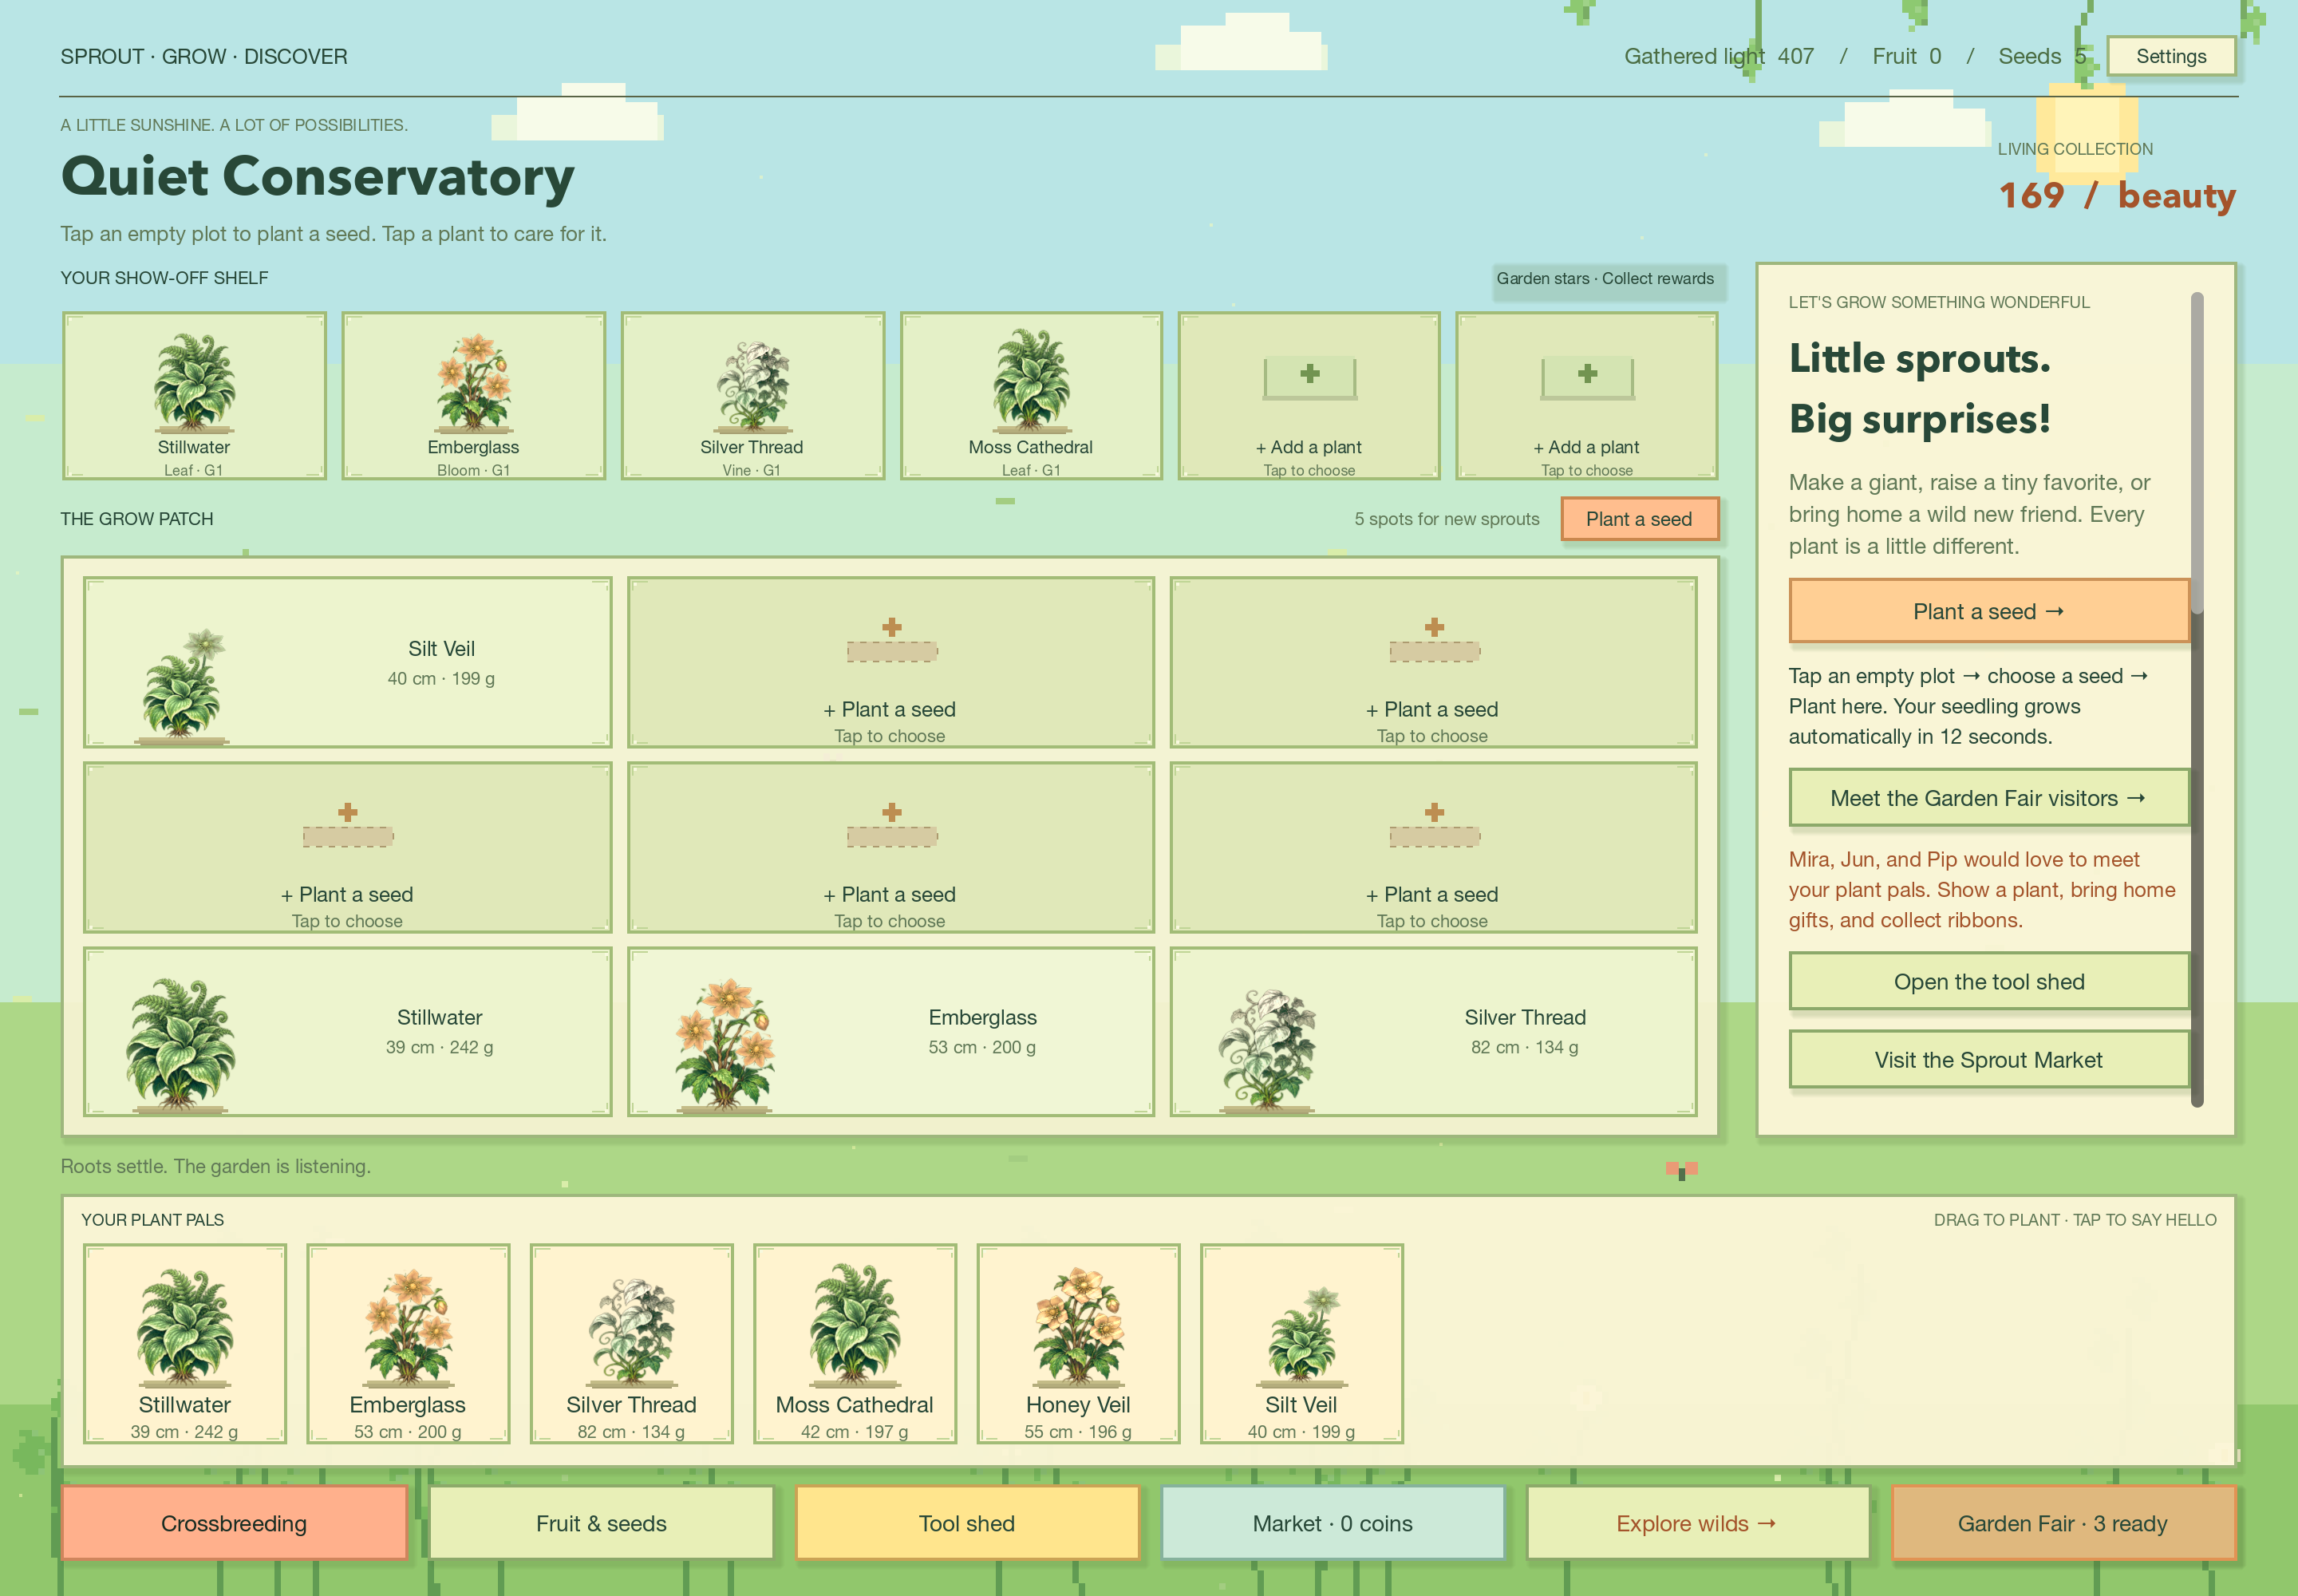 SPROUT · GROW · DISCOVER
Gathered light 407 / Fruit 0 / Seeds 5
Settings
A LITTLE SUNSHINE. A LOT OF POSSIBILITIES.
Quiet Conservatory
LIVING COLLECTION
169 / beauty
Tap an empty plot to plant a seed. Tap a plant to care for it.
YOUR SHOW-OFF SHELF
Garden stars · Collect rewards
Stillwater
Leaf · G1
Emberglass
Bloom · G1
Silver Thread
Vine · G1
Moss Cathedral
Leaf · G1
+ Add a plant
Tap to choose
+ Add a plant
Tap to choose
THE GROW PATCH
5 spots for new sprouts
Plant a seed
Silt Veil
40 cm · 199 g
+ Plant a seed
Tap to choose
+ Plant a seed
Tap to choose
+ Plant a seed
Tap to choose
+ Plant a seed
Tap to choose
+ Plant a seed
Tap to choose
Stillwater
39 cm · 242 g
Emberglass
53 cm · 200 g
Silver Thread
82 cm · 134 g
LET'S GROW SOMETHING WONDERFUL
Little sprouts.
Big surprises!
Make a giant, raise a tiny favorite, or
bring home a wild new friend. Every
plant is a little different.
Plant a seed →
Tap an empty plot → choose a seed →
Plant here. Your seedling grows
automatically in 12 seconds.
Meet the Garden Fair visitors →
Mira, Jun, and Pip would love to meet
your plant pals. Show a plant, bring home
gifts, and collect ribbons.
Open the tool shed
Visit the Sprout Market
Roots settle. The garden is listening.
YOUR PLANT PALS
DRAG TO PLANT · TAP TO SAY HELLO
Stillwater
39 cm · 242 g
Emberglass
53 cm · 200 g
Silver Thread
82 cm · 134 g
Moss Cathedral
42 cm · 197 g
Honey Veil
55 cm · 196 g
Silt Veil
40 cm · 199 g
Crossbreeding
Fruit & seeds
Tool shed
Market · 0 coins
Explore wilds →
Garden Fair · 3 ready